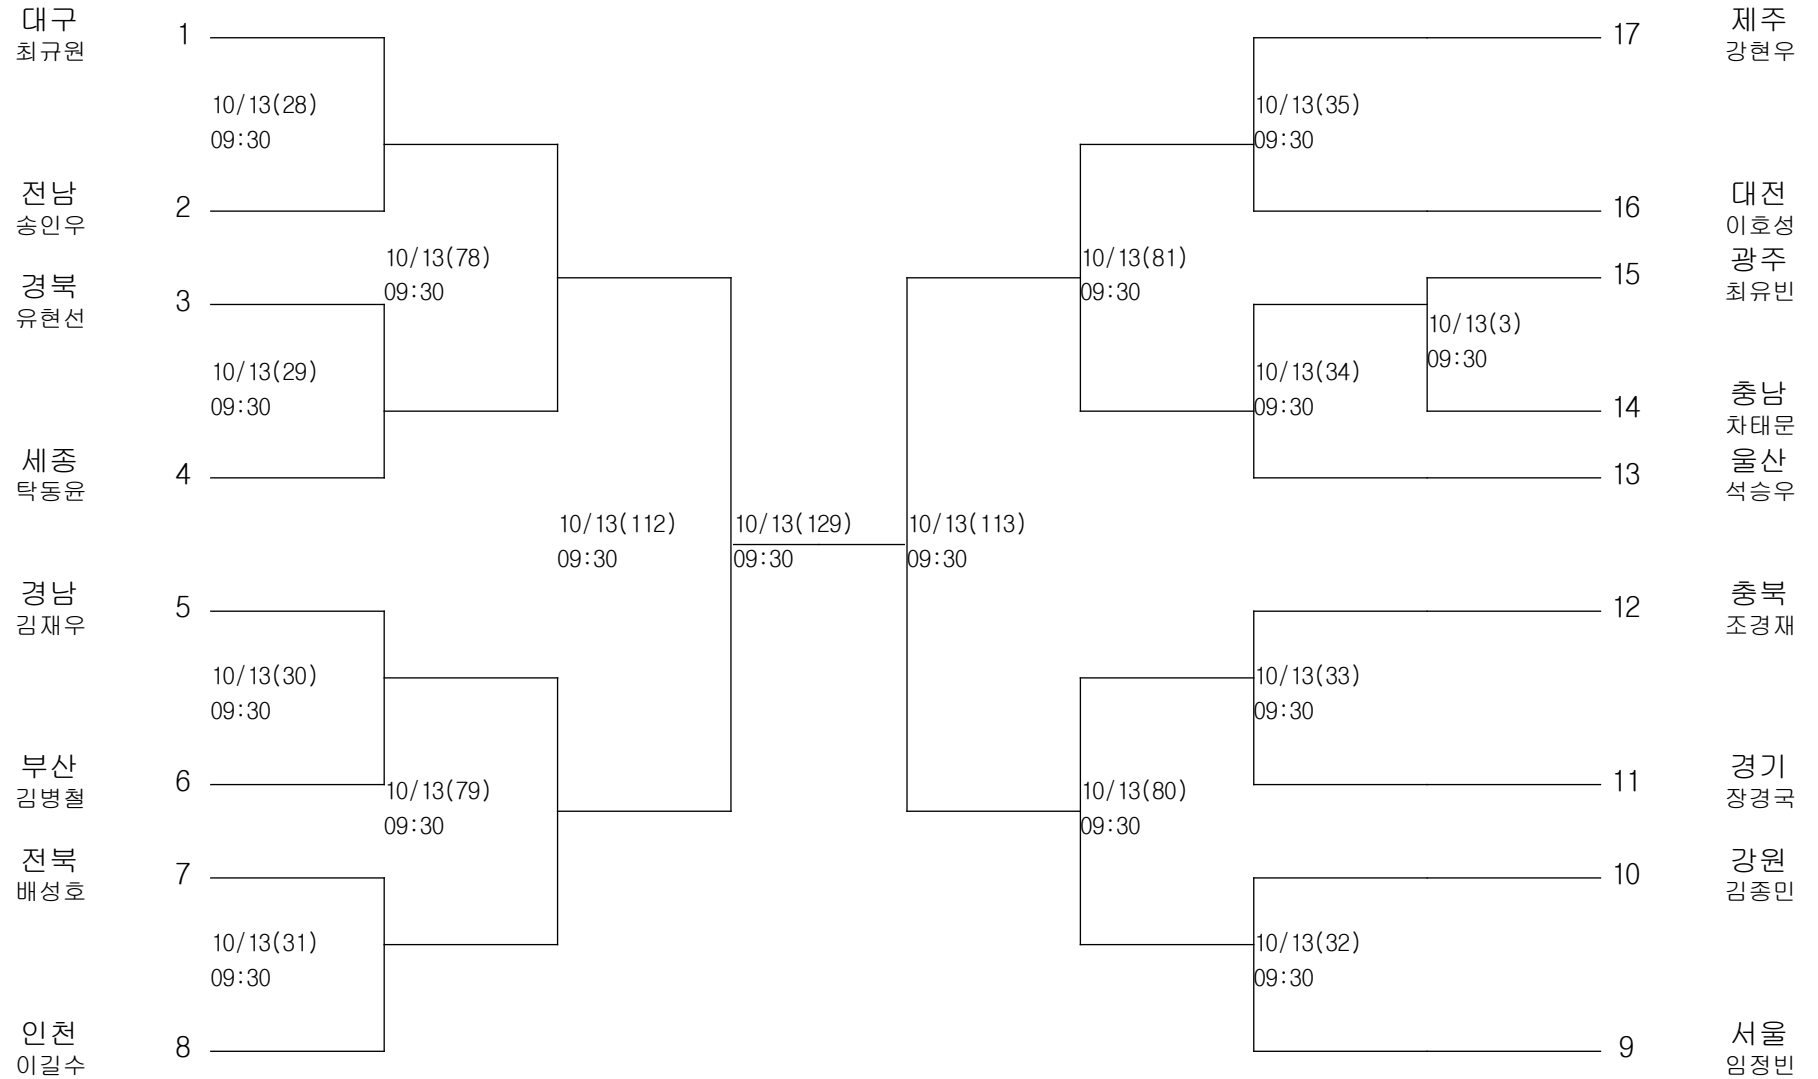 대구
최규원
1
10/13(28)
09:30
전남
송인우
2
10/13(78)
09:30
경북
유현선
3
10/13(29)
09:30
세종
탁동윤
4
10/13(112)
09:30
10/13(129)
09:30
경남
김재우
5
10/13(30)
09:30
부산
김병철
6
10/13(79)
09:30
전북
배성호
7
10/13(31)
09:30
인천
이길수
8
17
제주
강현우
10/13(35)
09:30
16
대전
이호성
10/13(81)
09:30
15
광주
최유빈
10/13(3)
09:30
10/13(34)
09:30
14
충남
차태문
13
울산
석승우
10/13(113)
09:30
12
충북
조경재
10/13(33)
09:30
11
경기
장경국
10/13(80)
09:30
10
강원
김종민
10/13(32)
09:30
9
서울
임정빈